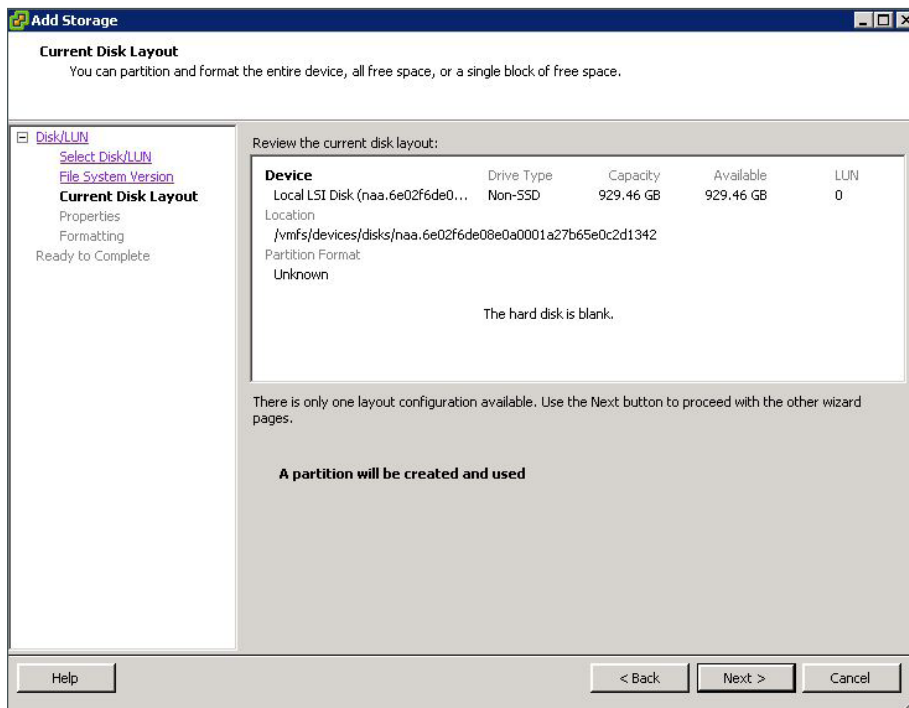 Add Storage
Current Disk Layout
You can partition and format the entire device, all free space, or a single block of free space.
Disk/LUN
Select Disk/LUN
File System Version
Current Disk Layout
Properties
Formatting
Ready to Complete
Review the current disk layout:
Device Drive Type Capacity Available LUN
Local LSI Disk (naa.6e02f6de0... Non-SSD 929.46 GB 929.46 GB 0
Location
/vmfs/devices/disks/naa.6e02f6de08e0a0001a27b65e0c2d1342
Partition Format
Unknown
The hard disk is blank.
There is only one layout configuration available. Use the Next button to proceed with the other wizard
pages.
A partition will be created and used
Help < Back Next > Cancel